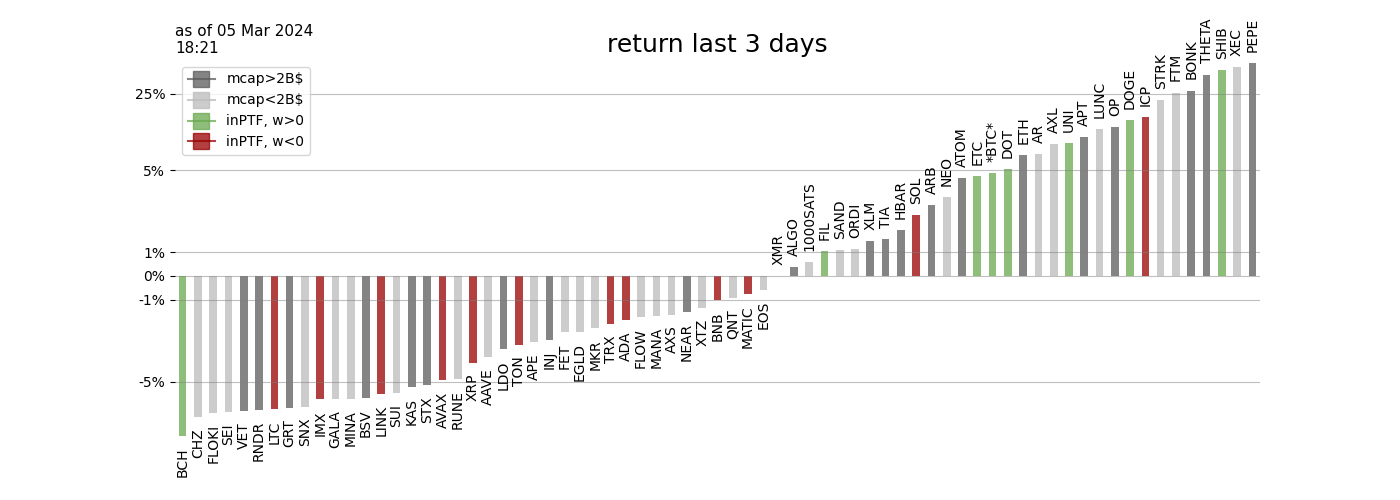 as of 05 Mar 2024
18:21
return last 3 days
mcap>2B$
mcap<2B$
inPTF, w>0
inPTF, w<0
25%
5%
1%
0%
-1%
-5%
BCH
CHZ
FLOKI
SEI
VET
RNDR
LTC
GRT
SNX
IMX
GALA
MINA
BSV
LINK
SUI
KAS
STX
AVAX
RUNE
XRP
AAVE
LDO
TON
APE
INJ
FET
EGLD
MKR
TRX
ADA
FLOW
MANA
AXS
NEAR
XTZ
BNB
QNT
MATIC
EOS
XMR
ALGO
1000SATS
FIL
SAND
ORDI
XLM
TIA
HBAR
SOL
ARB
NEO
ATOM
ETC
*BTC*
DOT
ETH
AR
AXL
UNI
APT
LUNC
OP
DOGE
ICP
STRK
FTM
BONK
THETA
SHIB
XEC
PEPE